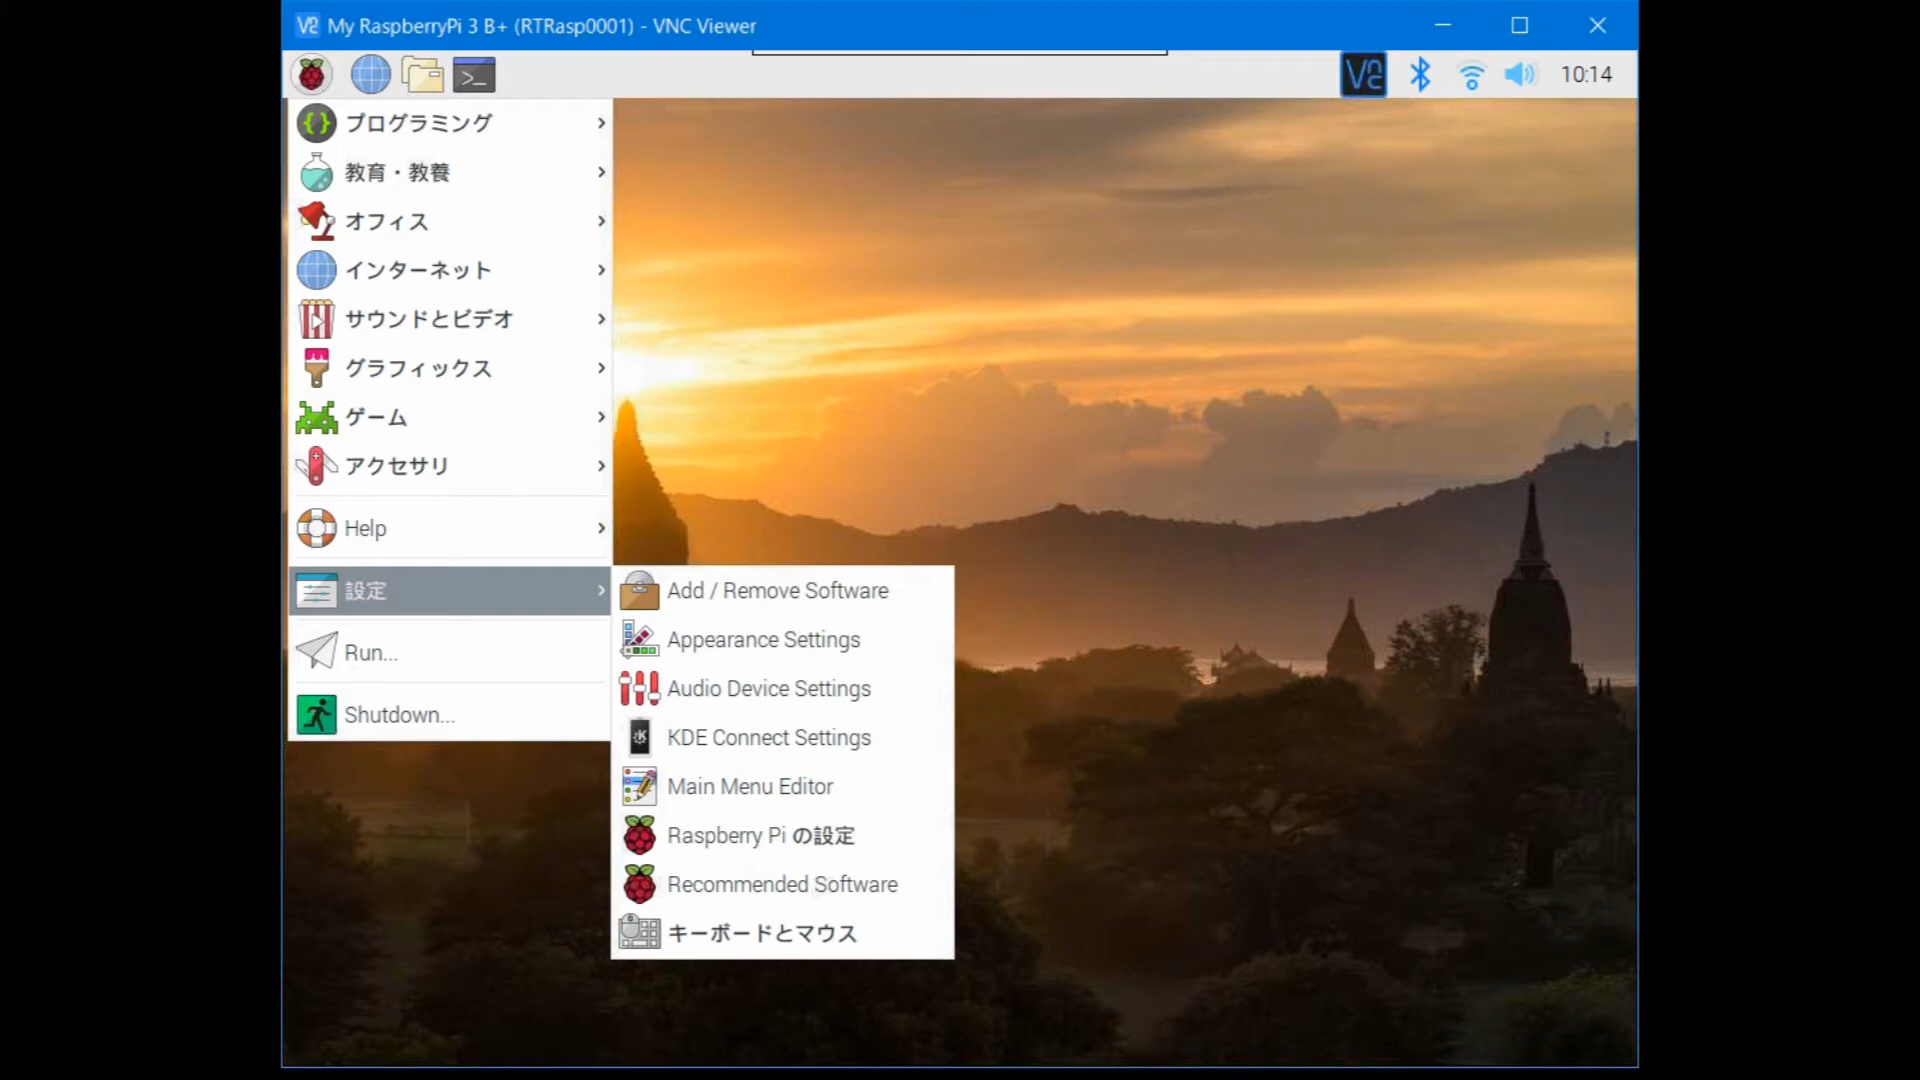 My RaspberryPi 3 B+ (RTRasp0001) - VNC Viewer
10:14
プログラミング
教育・教養
オフィス
インターネット
サウンドとビデオ
グラフィックス
ゲーム
アクセサリ
Help
設定
Run...
Shutdown...
Add / Remove Software
Appearance Settings
Audio Device Settings
KDE Connect Settings
Main Menu Editor
Raspberry Pi の設定
Recommended Software
キーボードとマウス